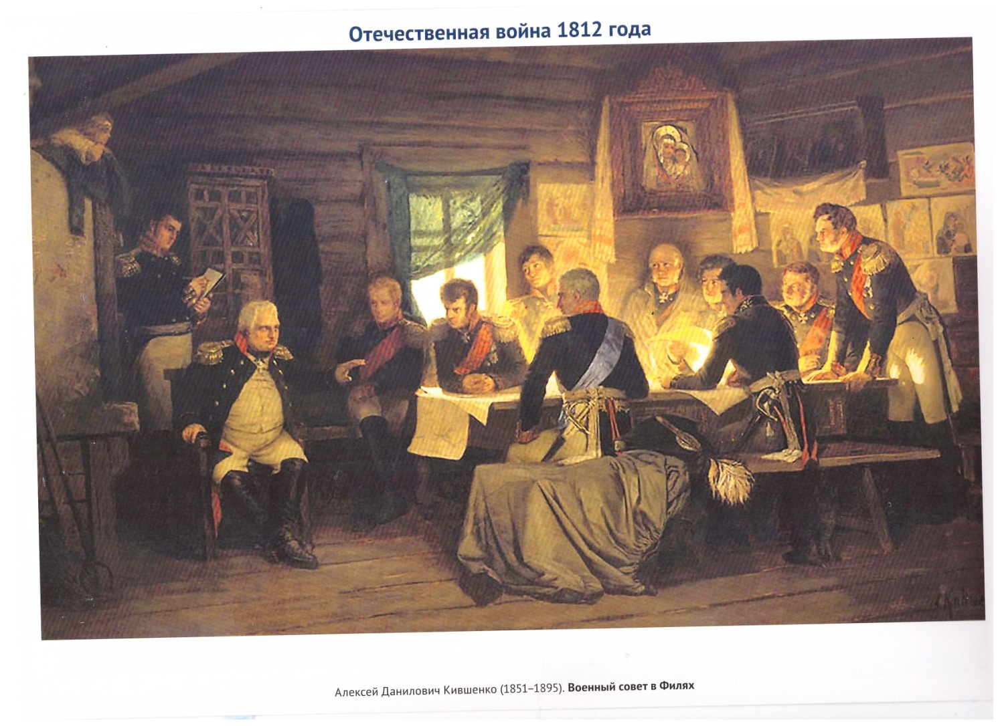 Отечественная война 1812 года
Алексей Данилович Кившенко (1851–1895). Военный совет в Филях